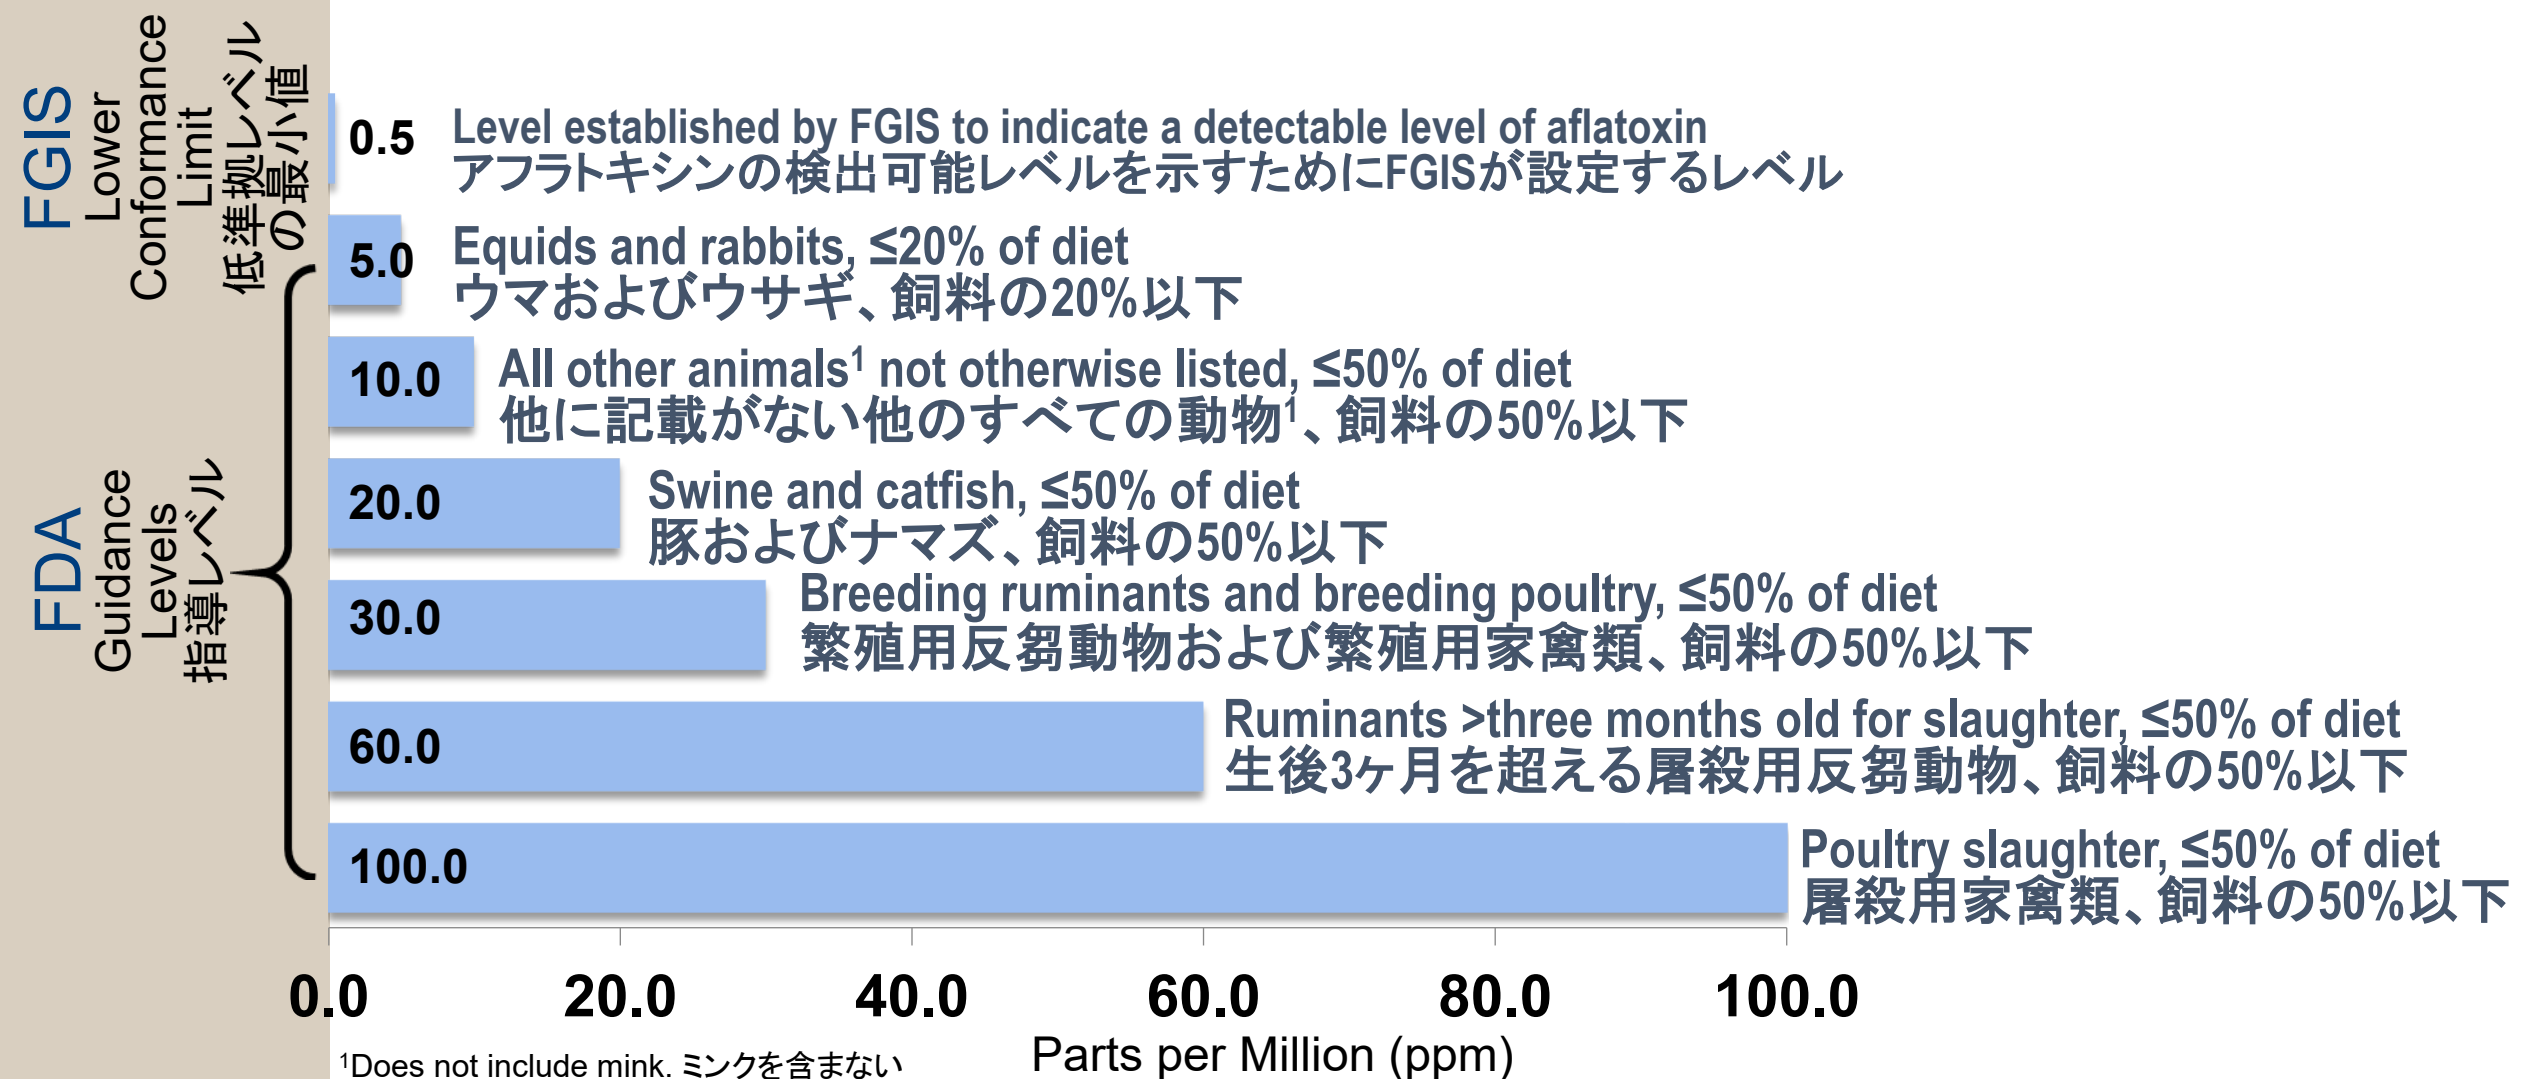 FGIS
Lower
Conformance
Limit
低準拠レベル
の最小値
0.5
Level established by FGIS to indicate a detectable level of aflatoxin
アフラトキシンの検出可能レベルを示すためにFGISが設定するレベル
FDA
Guidance
Levels
指導レベル
5.0
Equids and rabbits, ≤20% of diet
ウマおよびウサギ、飼料の20%以下
10.0
All other animals¹ not otherwise listed, ≤50% of diet
他に記載がない他のすべての動物¹、飼料の50%以下
20.0
Swine and catfish, ≤50% of diet
豚およびナマズ、飼料の50%以下
30.0
Breeding ruminants and breeding poultry, ≤50% of diet
繁殖用反芻動物および繁殖用家禽類、飼料の50%以下
60.0
Ruminants >three months old for slaughter, ≤50% of diet
生後3ヶ月を超える屠殺用反芻動物、飼料の50%以下
100.0
Poultry slaughter, ≤50% of diet
屠殺用家禽類、飼料の50%以下
0.0 20.0 40.0 60.0 80.0 100.0
Parts per Million (ppm)
¹Does not include mink. ミンクを含まない